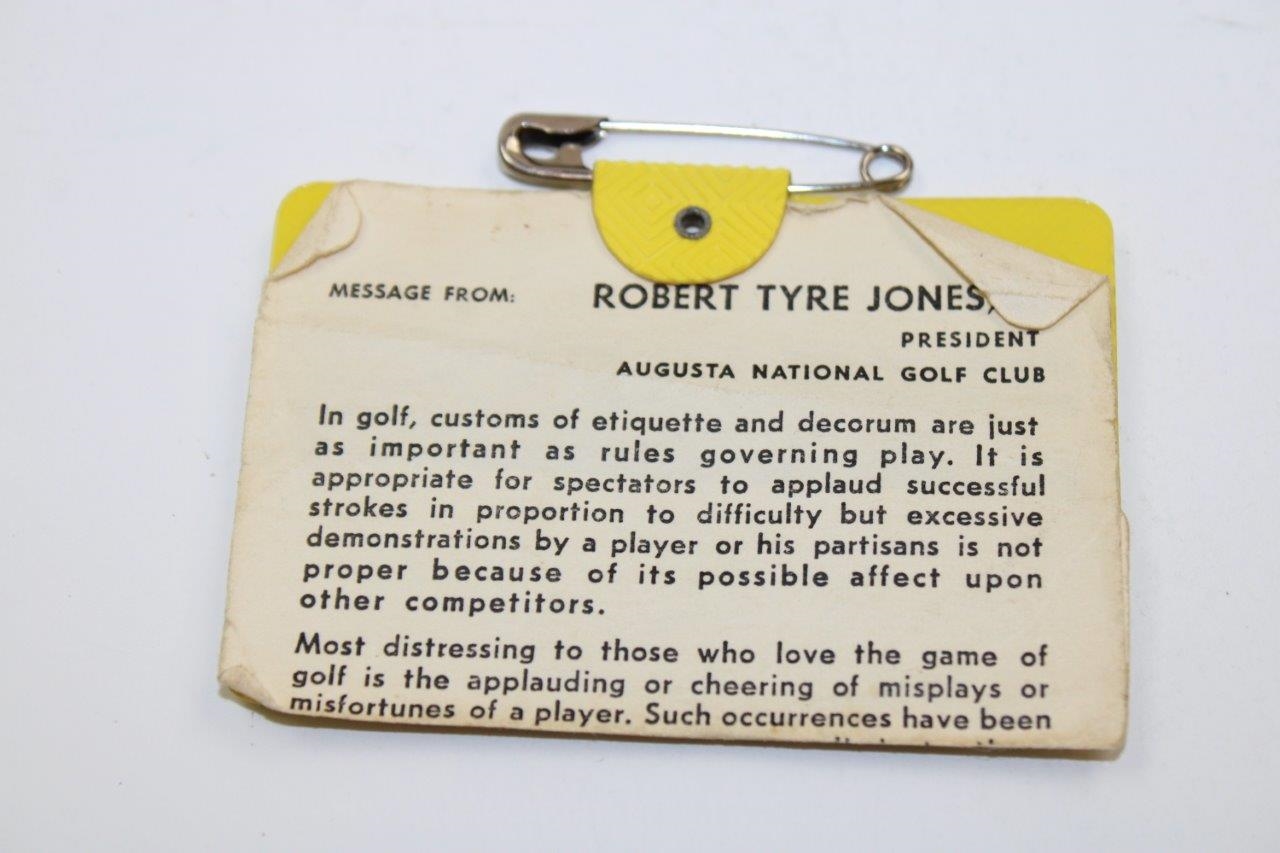 MESSAGE FROM: ROBERT TYRE JONES,
PRESIDENT
AUGUSTA NATIONAL GOLF CLUB
In golf, customs of etiquette and decorum are just
as important as rules governing play. It is
appropriate for spectators to applaud successful
strokes in proportion to difficulty but excessive
demonstrations by a player or his partisans is not
proper because of its possible affect upon
other competitors.
Most distressing to those who love the game of
golf is the applauding or cheering of misplays or
misfortunes of a player. Such occurrences have been